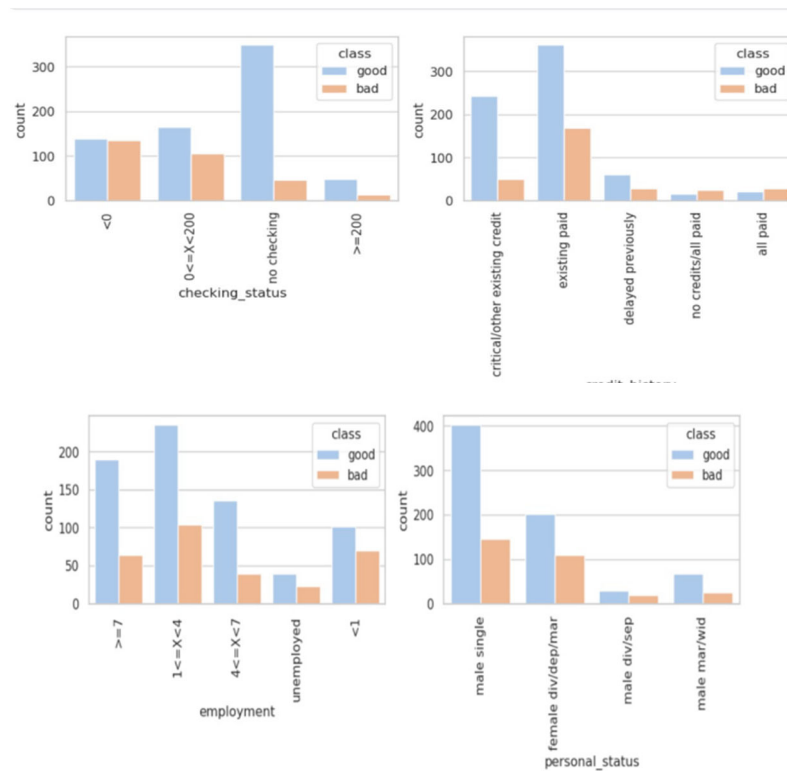 class
good
bad
count
300
200
100
0
<0
0<=X<200
no checking
>=200
checking_status
class
good
bad
count
300
200
100
0
critical/other existing credit
existing paid
delayed previously
no credits/all paid
all paid
class
good
bad
count
200
150
100
50
0
>=7
1<=X<4
4<=X<7
unemployed
<1
employment
class
good
bad
count
400
300
200
100
0
male single
female div/dep/mar
male div/sep
male mar/wid
personal_status